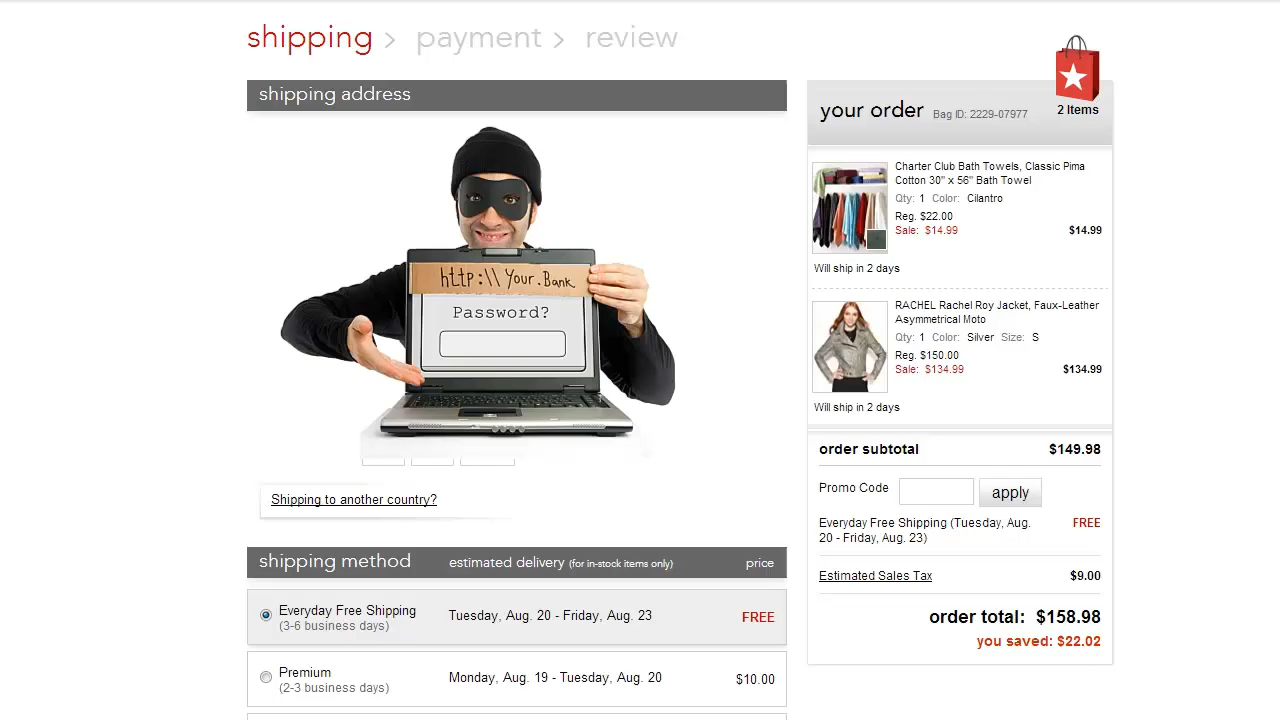 shipping > payment > review
shipping address
http:\\ Your.Bank
Password?
Shipping to another country?
shipping method estimated delivery (for in-stock items only) price
Everyday Free Shipping Tuesday, Aug. 20 - Friday, Aug. 23 FREE
(3-6 business days)
Premium Monday, Aug. 19 - Tuesday, Aug. 20 $10.00
(2-3 business days)
your order Bag ID: 2229-07977
2 Items
Charter Club Bath Towels, Classic Pima
Cotton 30" x 56" Bath Towel
Qty: 1 Color: Cilantro
Reg. $22.00
Sale: $14.99 $14.99
Will ship in 2 days
RACHEL Rachel Roy Jacket, Faux-Leather
Asymmetrical Moto
Qty: 1 Color: Silver Size: S
Reg. $150.00
Sale: $134.99 $134.99
Will ship in 2 days
order subtotal $149.98
Promo Code apply
Everyday Free Shipping (Tuesday, Aug. FREE
20 - Friday, Aug. 23)
Estimated Sales Tax $9.00
order total: $158.98
you saved: $22.02